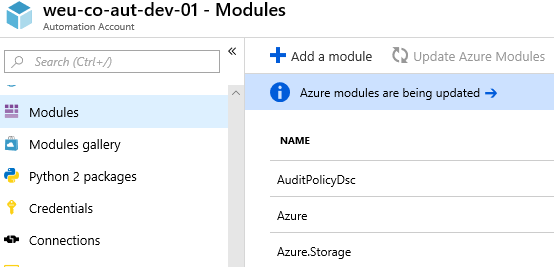 weu-co-aut-dev-01 - Modules
Automation Account
Search (Ctrl+/)
«
Modules
Modules gallery
Python 2 packages
Credentials
Connections
Add a module
Update Azure Modules
Azure modules are being updated →
NAME
AuditPolicyDsc
Azure
Azure.Storage